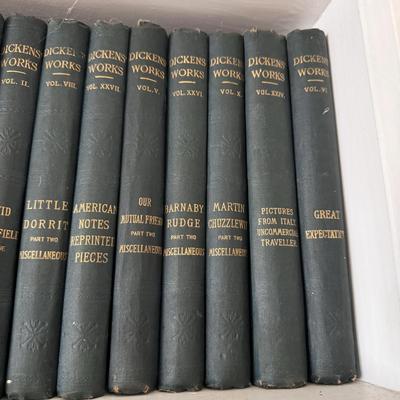 VOL. II.
DICKENS
WORKS
VOL. VIII.
LITTLE
DORRIT
PART TWO
MISCELLANEOUS
DICKENS
WORKS
VOL. XXVII.
AMERICAN
NOTES
REPRINTED
PIECES
DICKENS
WORKS
VOL. V.
OUR
MUTUAL FRIEND
PART TWO
MISCELLANEOUS
DICKENS
WORKS
VOL. XXVI.
BARNABY
RUDGE
PART TWO
MISCELLANEOUS
DICKENS
WORKS
VOL. X.
MARTIN
CHUZZLEWIT
PART TWO
MISCELLANEOUS
DICKENS
WORKS
VOL. XXIV.
PICTURES
FROM ITALY
UNCOMMERCIAL
TRAVELLER.
DICKENS
WORKS
VOL. VI
GREAT
EXPECTATIONS